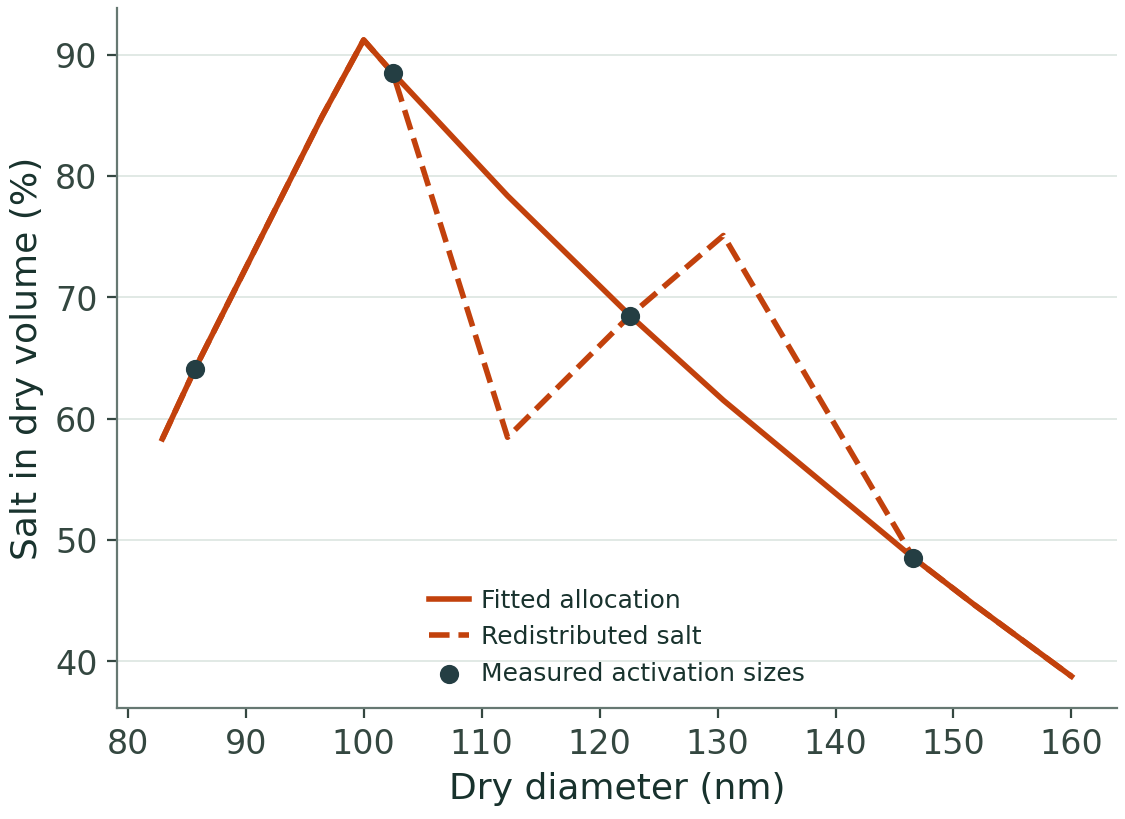 Salt in dry volume (%)
90
80
70
60
50
40
Fitted allocation
Redistributed salt
Measured activation sizes
80 90 100 110 120 130 140 150 160
Dry diameter (nm)